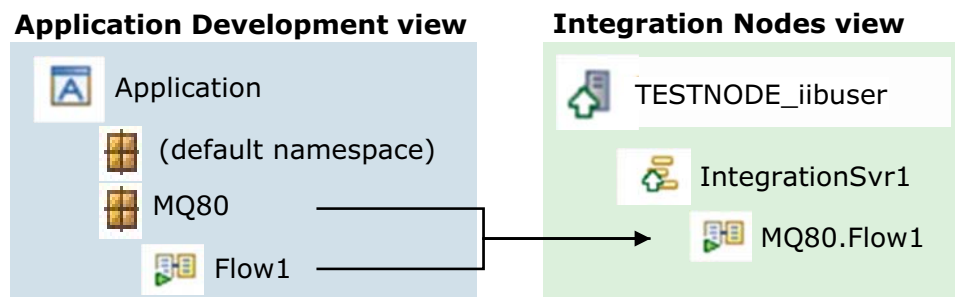 Application Development view
Application
(default namespace)
MQ80
Flow1
Integration Nodes view
TESTNODE_iibuser
IntegrationSvr1
MQ80.Flow1